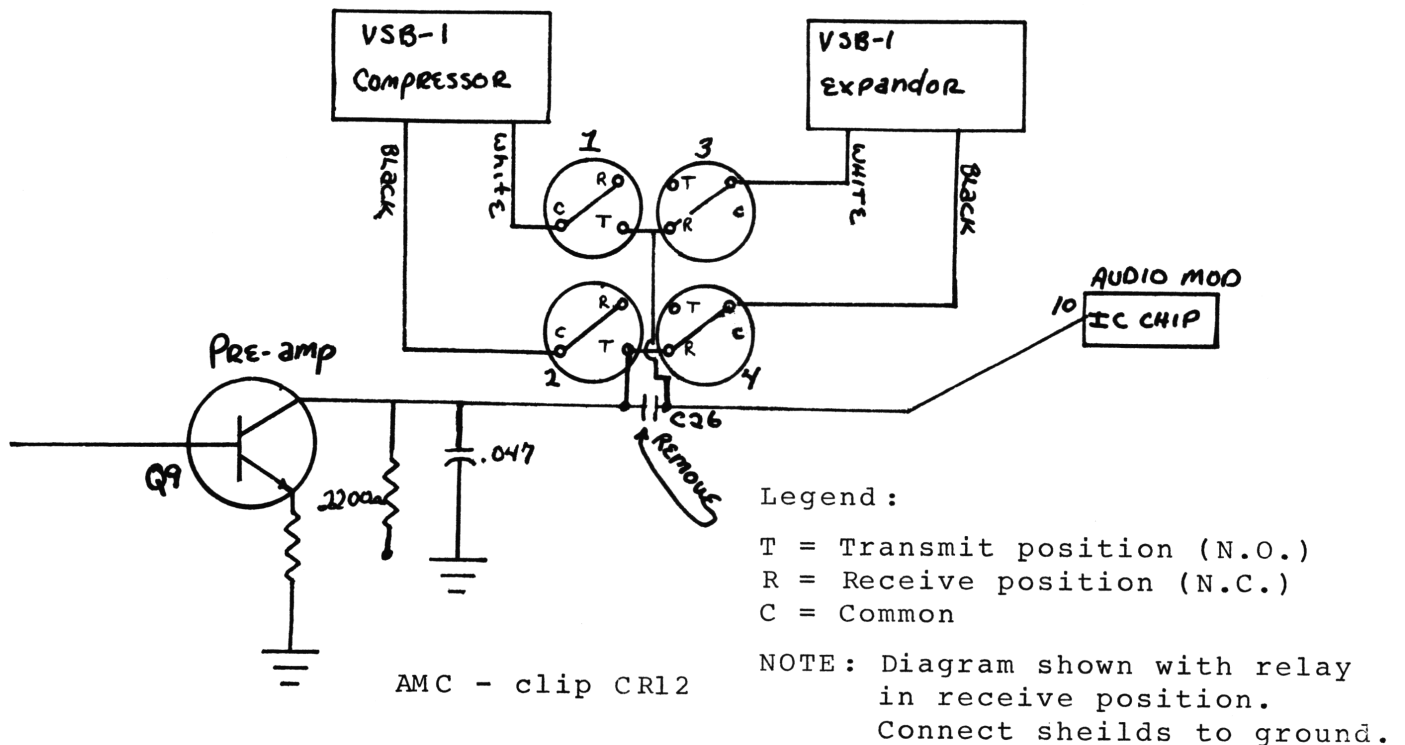 VSB-1
COMPRESSOR
VSB-1
Expandor
BLack
White
WHITE
BLack
1
R
C
T
3
T
C
R
2
R
C
T
4
T
C
R
AUDIO MOD
10
IC CHIP
PRE-amp
Q9
2200Ω
.047
C26
REMOVE
Legend:
T = Transmit position (N.O.)
R = Receive position (N.C.)
C = Common
NOTE: Diagram shown with relay
in receive position.
Connect sheilds to ground.
AMC - clip CR12